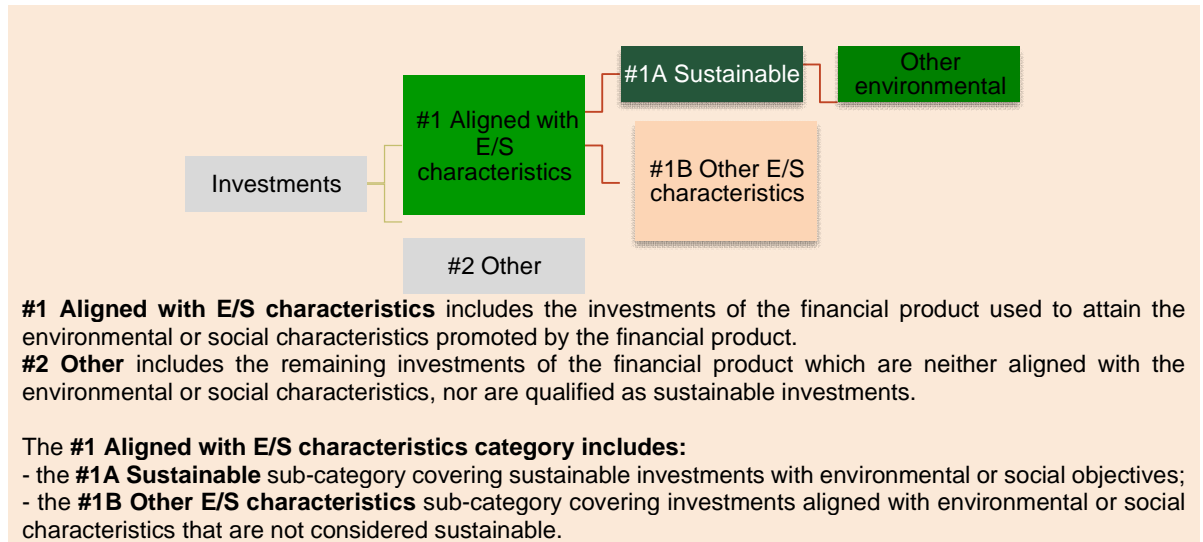 #1A Sustainable
Other
environmental
#1 Aligned with
E/S
characteristics
#1B Other E/S
characteristics
Investments
#2 Other
#1 Aligned with E/S characteristics includes the investments of the financial product used to attain the
environmental or social characteristics promoted by the financial product.
#2 Other includes the remaining investments of the financial product which are neither aligned with the
environmental or social characteristics, nor are qualified as sustainable investments.
The #1 Aligned with E/S characteristics category includes:
- the #1A Sustainable sub-category covering sustainable investments with environmental or social objectives;
- the #1B Other E/S characteristics sub-category covering investments aligned with environmental or social
characteristics that are not considered sustainable.